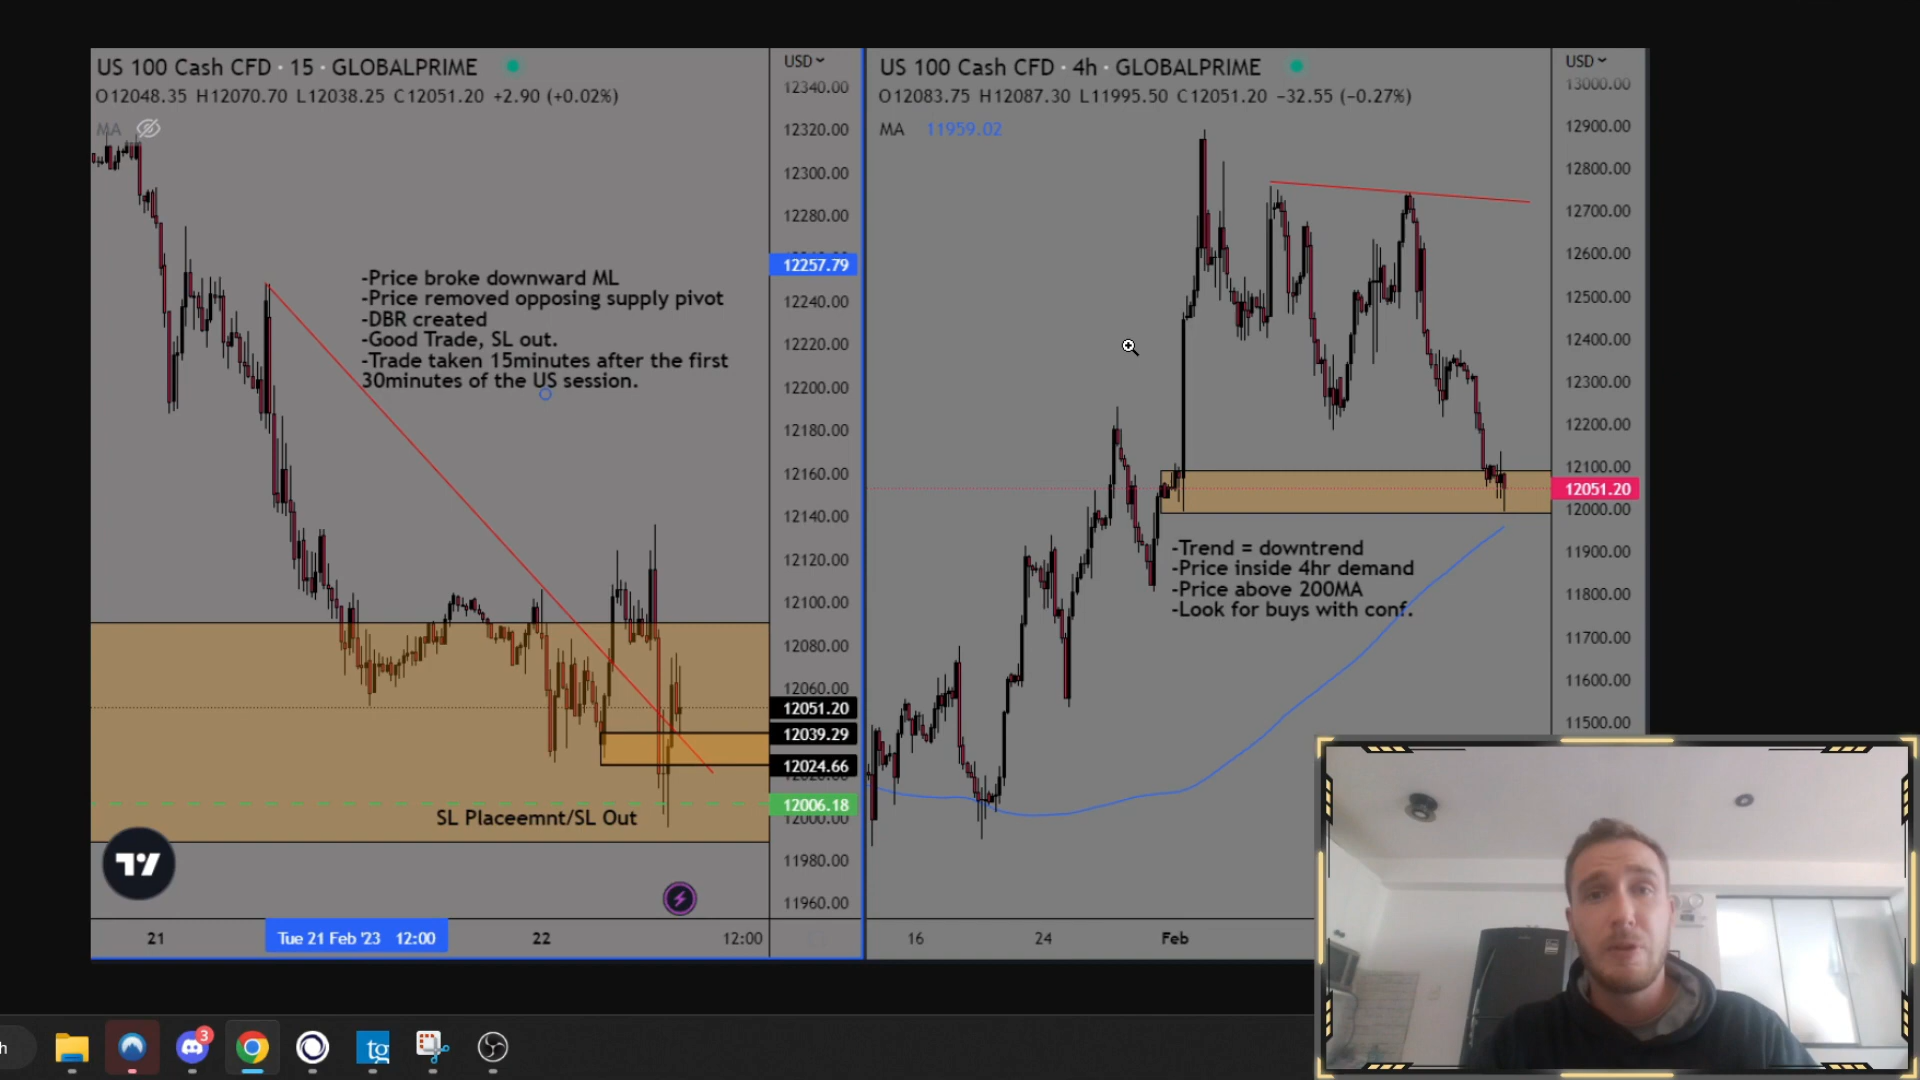 US 100 Cash CFD · 15 · GLOBALPRIME
O12048.35 H12070.70 L12038.25 C12051.20 +2.90 (+0.02%)
MA
USD
12340.00
12320.00
12300.00
12280.00
12257.79
12240.00
12220.00
12200.00
12180.00
12160.00
12140.00
12120.00
12100.00
12080.00
12060.00
12051.20
12039.29
12024.66
12006.18
12000.00
11980.00
11960.00
-Price broke downward ML
-Price removed opposing supply pivot
-DBR created
-Good Trade, SL out.
-Trade taken 15minutes after the first
30minutes of the US session.
SL Placeemnt/SL Out
21
Tue 21 Feb '23 12:00
22
12:00
US 100 Cash CFD · 4h · GLOBALPRIME
O12083.75 H12087.30 L11995.50 C12051.20 −32.55 (−0.27%)
MA 11959.02
USD
13000.00
12900.00
12800.00
12700.00
12600.00
12500.00
12400.00
12300.00
12200.00
12100.00
12051.20
12000.00
11900.00
11800.00
11700.00
11600.00
11500.00
-Trend = downtrend
-Price inside 4hr demand
-Price above 200MA
-Look for buys with conf.
16
24
Feb
h
3
tg